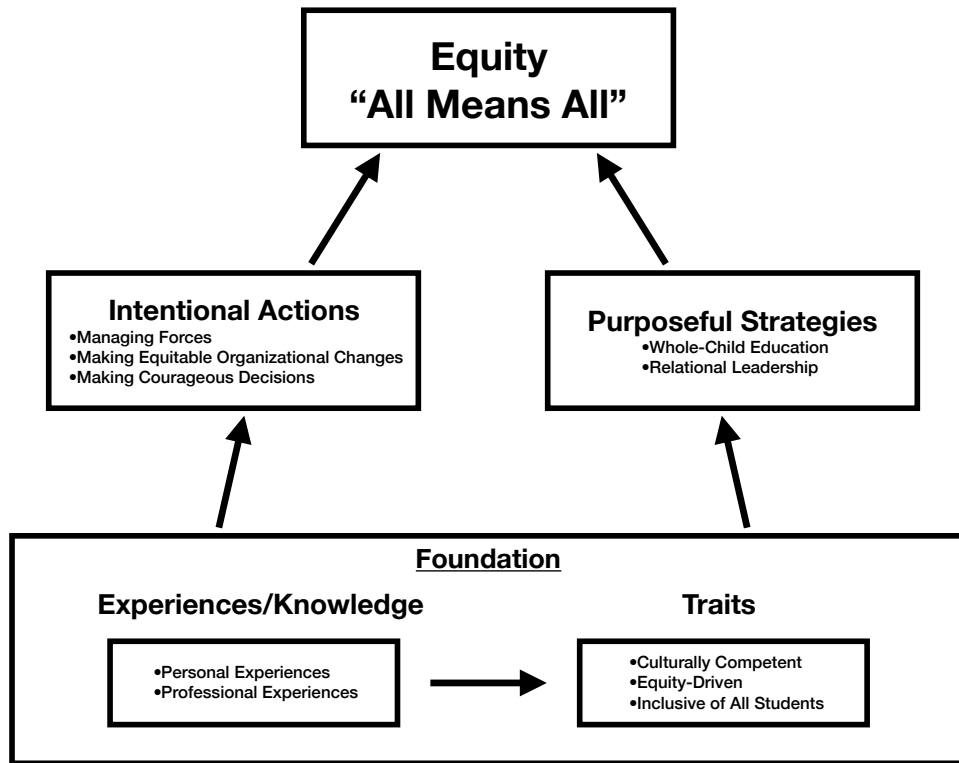 Equity
“All Means All”
Intentional Actions
•Managing Forces
•Making Equitable Organizational Changes
•Making Courageous Decisions
Purposeful Strategies
•Whole-Child Education
•Relational Leadership
Foundation
Experiences/Knowledge
•Personal Experiences
•Professional Experiences
Traits
•Culturally Competent
•Equity-Driven
•Inclusive of All Students